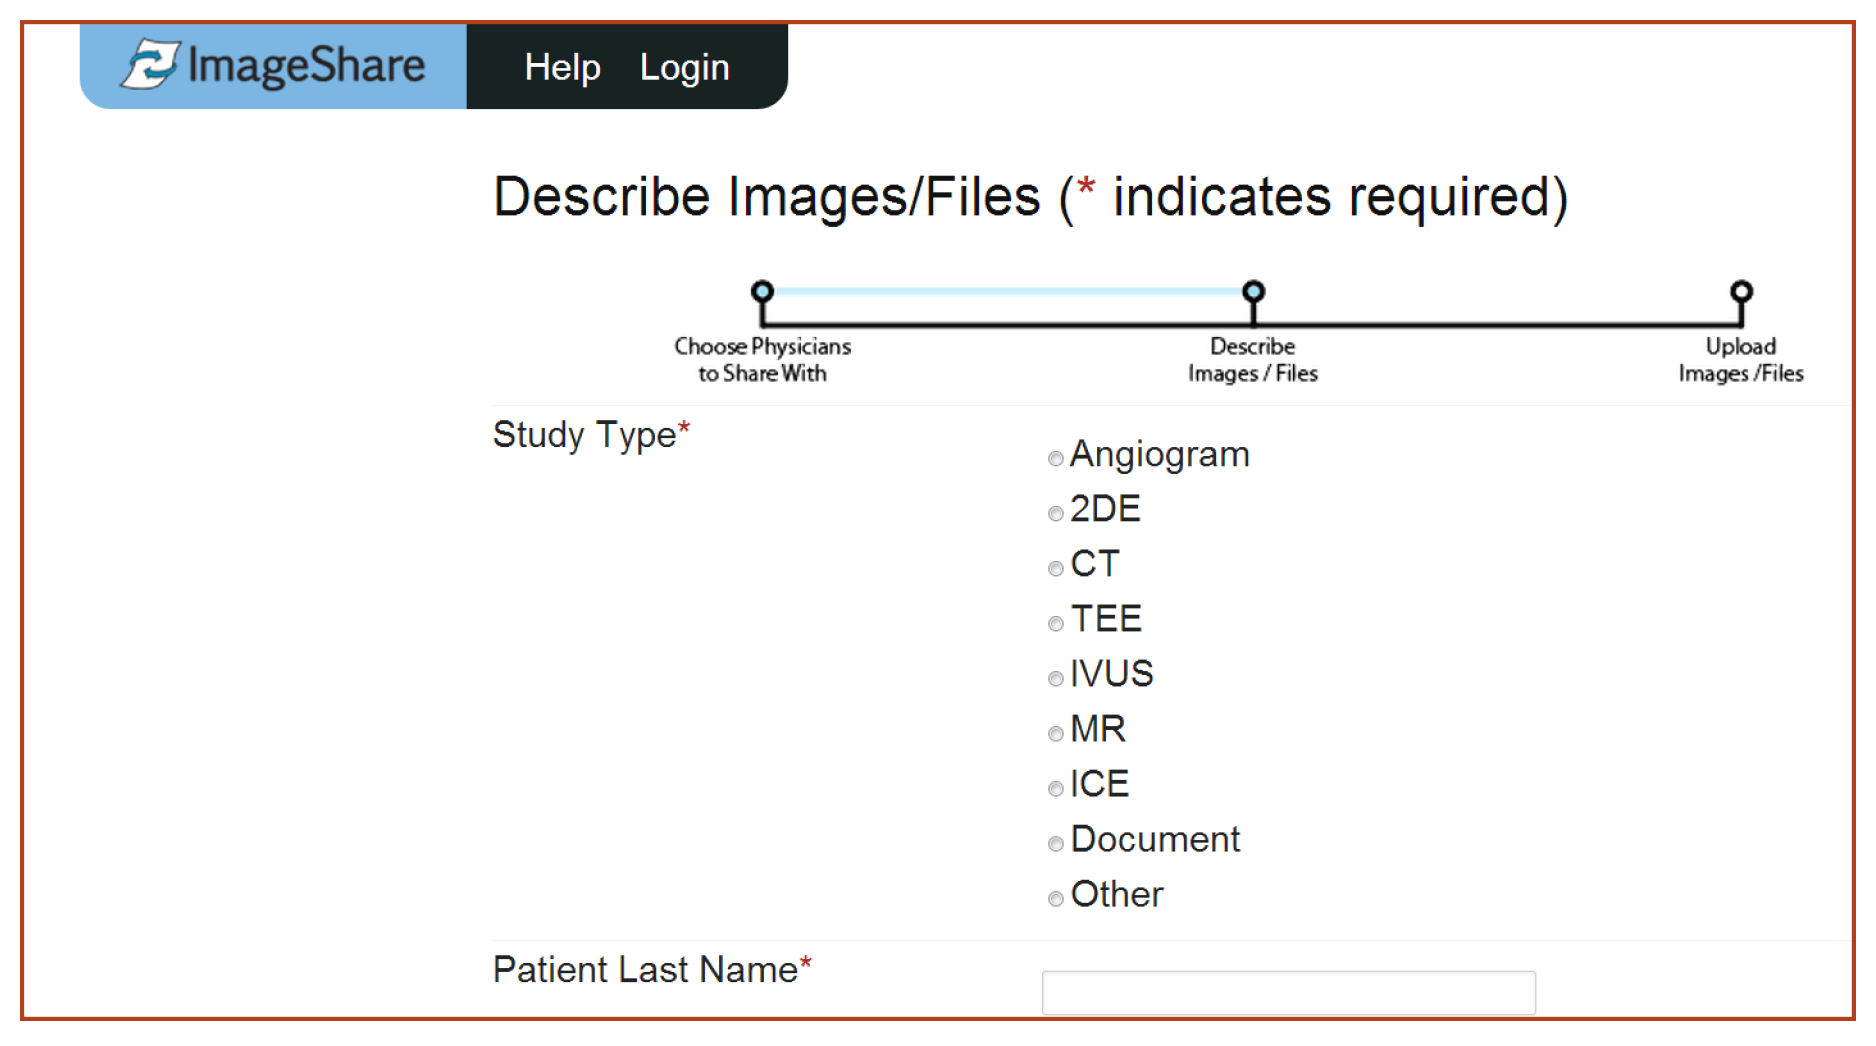 ImageShare Help Login
Describe Images/Files (* indicates required)
Choose Physicians
to Share With
Describe
Images / Files
Upload
Images /Files
Study Type*
Angiogram
2DE
CT
TEE
IVUS
MR
ICE
Document
Other
Patient Last Name*